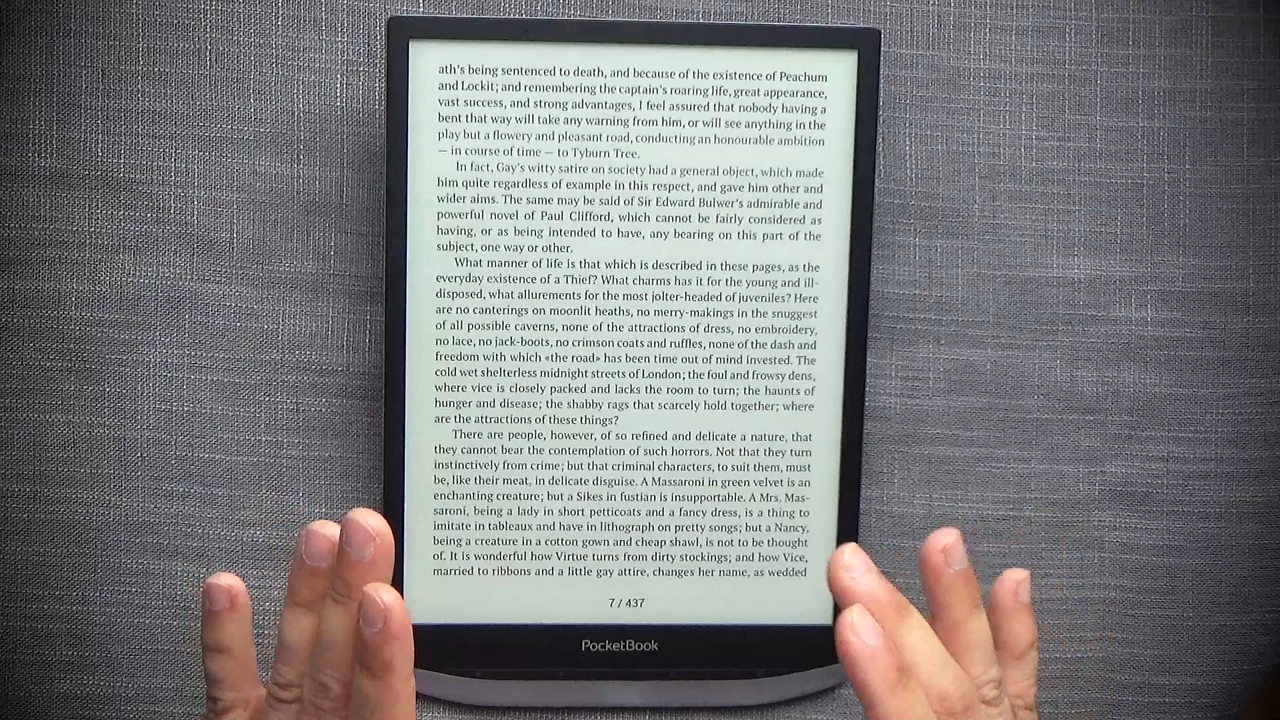 ath's being sentenced to death, and because of the existence of Peachum
and Lockit; and remembering the captain's roaring life, great appearance,
vast success, and strong advantages, I feel assured that nobody having a
bent that way will take any warning from him, or will see anything in the
play but a flowery and pleasant road, conducting an honourable ambition
— in course of time — to Tyburn Tree.
In fact, Gay's witty satire on society had a general object, which made
him quite regardless of example in this respect, and gave him other and
wider aims. The same may be said of Sir Edward Bulwer's admirable and
powerful novel of Paul Clifford, which cannot be fairly considered as
having, or as being intended to have, any bearing on this part of the
subject, one way or other.
What manner of life is that which is described in these pages, as the
everyday existence of a Thief? What charms has it for the young and ill-
disposed, what allurements for the most jolter-headed of juveniles? Here
are no canterings on moonlit heaths, no merry-makings in the snuggest
of all possible caverns, none of the attractions of dress, no embroidery,
no lace, no jack-boots, no crimson coats and ruffles, none of the dash and
freedom with which «the road» has been time out of mind invested. The
cold wet shelterless midnight streets of London; the foul and frowsy dens,
where vice is closely packed and lacks the room to turn; the haunts of
hunger and disease; the shabby rags that scarcely hold together; where
are the attractions of these things?
There are people, however, of so refined and delicate a nature, that
they cannot bear the contemplation of such horrors. Not that they turn
instinctively from crime; but that criminal characters, to suit them, must
be, like their meat, in delicate disguise. A Massaroni in green velvet is an
enchanting creature; but a Sikes in fustian is insupportable. A Mrs. Mas-
saroni, being a lady in short petticoats and a fancy dress, is a thing to
imitate in tableaux and have in lithograph on pretty songs; but a Nancy,
being a creature in a cotton gown and cheap shawl, is not to be thought
of. It is wonderful how Virtue turns from dirty stockings; and how Vice,
married to ribbons and a little gay attire, changes her name, as wedded
7 / 437
PocketBook